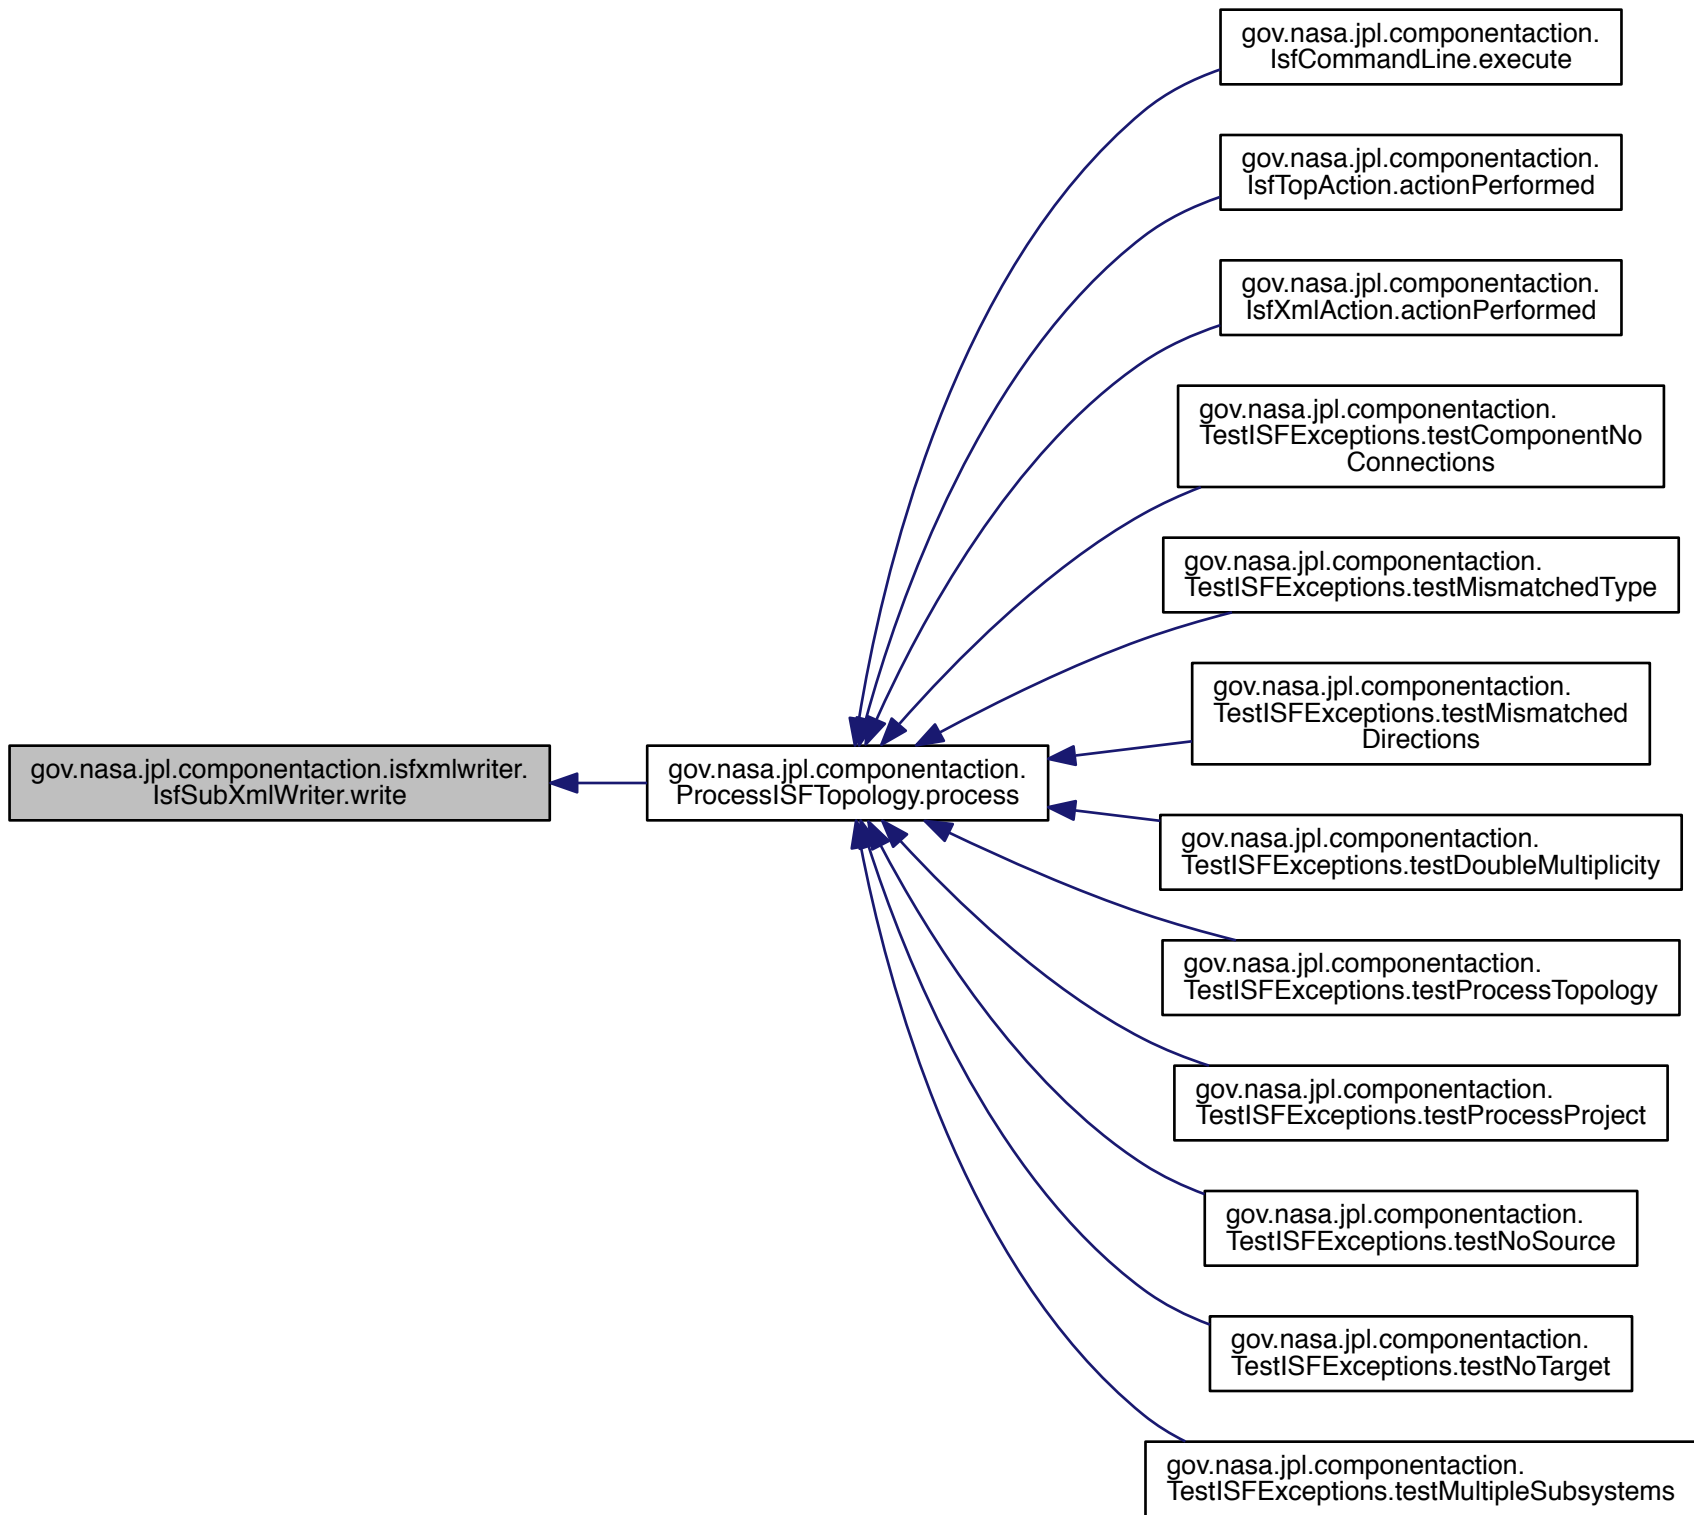 gov.nasa.jpl.componentaction.
IsfCommandLine.execute
gov.nasa.jpl.componentaction.
IsfTopAction.actionPerformed
gov.nasa.jpl.componentaction.
IsfXmlAction.actionPerformed
gov.nasa.jpl.componentaction.
TestISFExceptions.testComponentNo
Connections
gov.nasa.jpl.componentaction.
TestISFExceptions.testMismatchedType
gov.nasa.jpl.componentaction.
TestISFExceptions.testMismatched
Directions
gov.nasa.jpl.componentaction.isfxmlwriter.
IsfSubXmlWriter.write
gov.nasa.jpl.componentaction.
ProcessISFTopology.process
gov.nasa.jpl.componentaction.
TestISFExceptions.testDoubleMultiplicity
gov.nasa.jpl.componentaction.
TestISFExceptions.testProcessTopology
gov.nasa.jpl.componentaction.
TestISFExceptions.testProcessProject
gov.nasa.jpl.componentaction.
TestISFExceptions.testNoSource
gov.nasa.jpl.componentaction.
TestISFExceptions.testNoTarget
gov.nasa.jpl.componentaction.
TestISFExceptions.testMultipleSubsystems